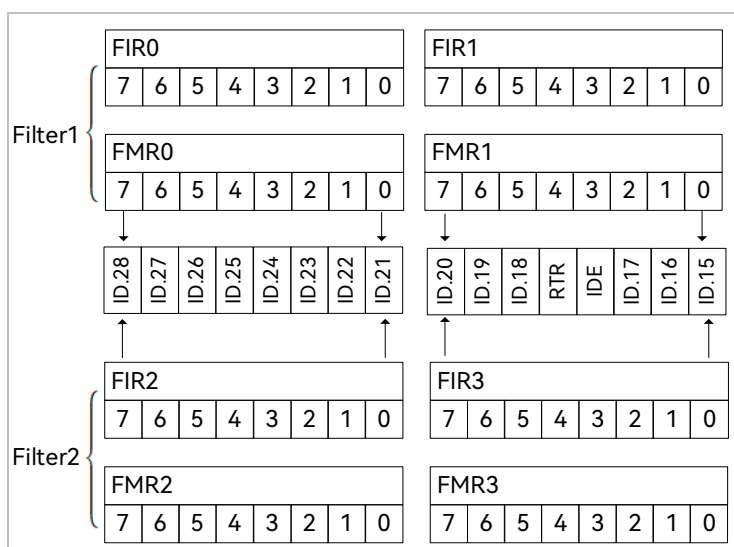 FIR0 FIR1
7 6 5 4 3 2 1 0 7 6 5 4 3 2 1 0
Filter1
FMR0 FMR1
7 6 5 4 3 2 1 0 7 6 5 4 3 2 1 0
ID.28 ID.27 ID.26 ID.25 ID.24 ID.23 ID.22 ID.21 ID.20 ID.19 ID.18 RTR IDE ID.17 ID.16 ID.15
FIR2 FIR3
7 6 5 4 3 2 1 0 7 6 5 4 3 2 1 0
Filter2
FMR2 FMR3
7 6 5 4 3 2 1 0 7 6 5 4 3 2 1 0